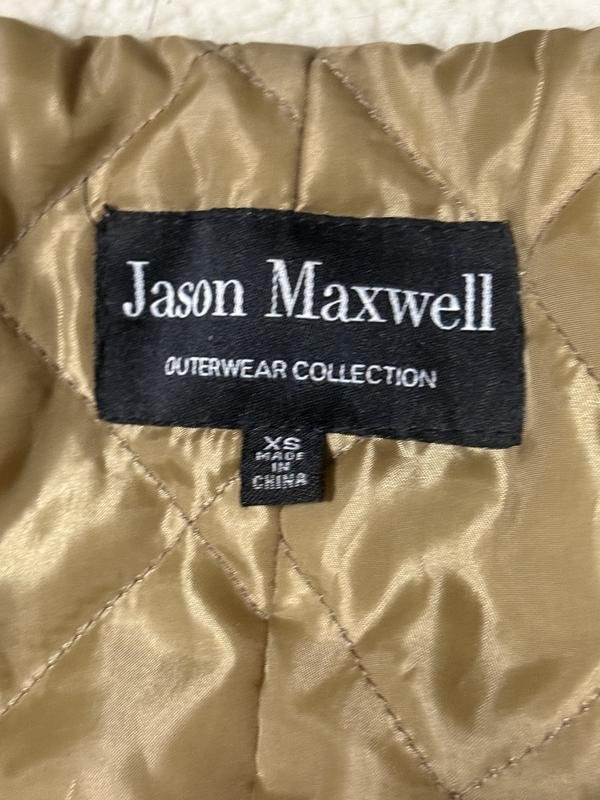 Jason Maxwell
OUTERWEAR COLLECTION
XS
MADE
IN
CHINA